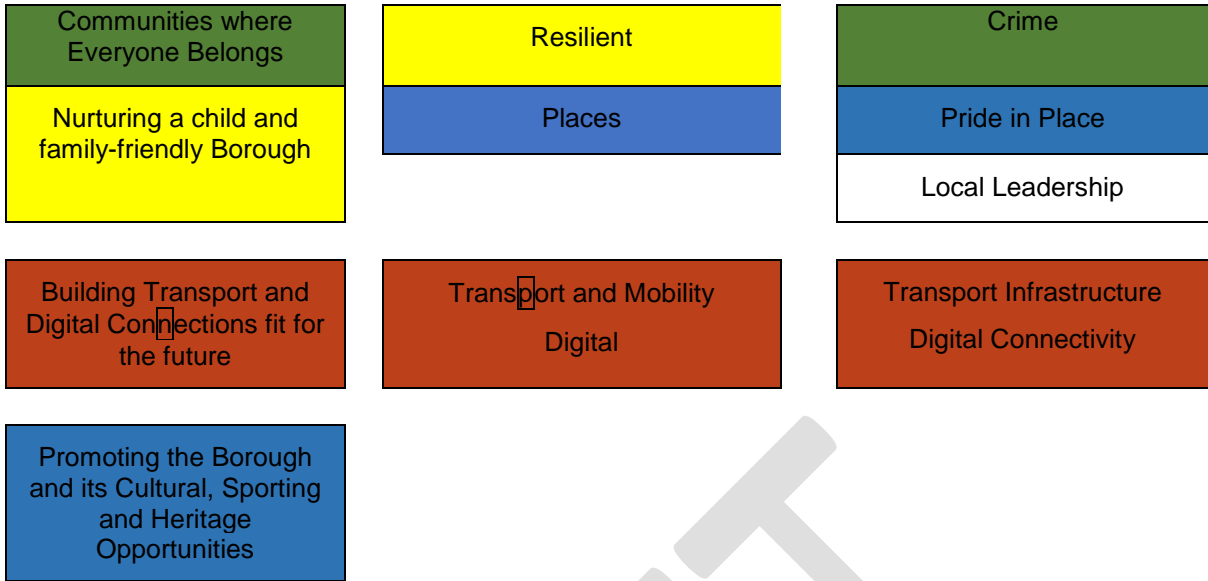 Communities where
Everyone Belongs
Resilient
Crime
Nurturing a child and
family-friendly Borough
Places
Pride in Place
Local Leadership
Building Transport and
Digital Connections fit for
the future
Transport and Mobility
Digital
Transport Infrastructure
Digital Connectivity
Promoting the Borough
and its Cultural, Sporting
and Heritage
Opportunities